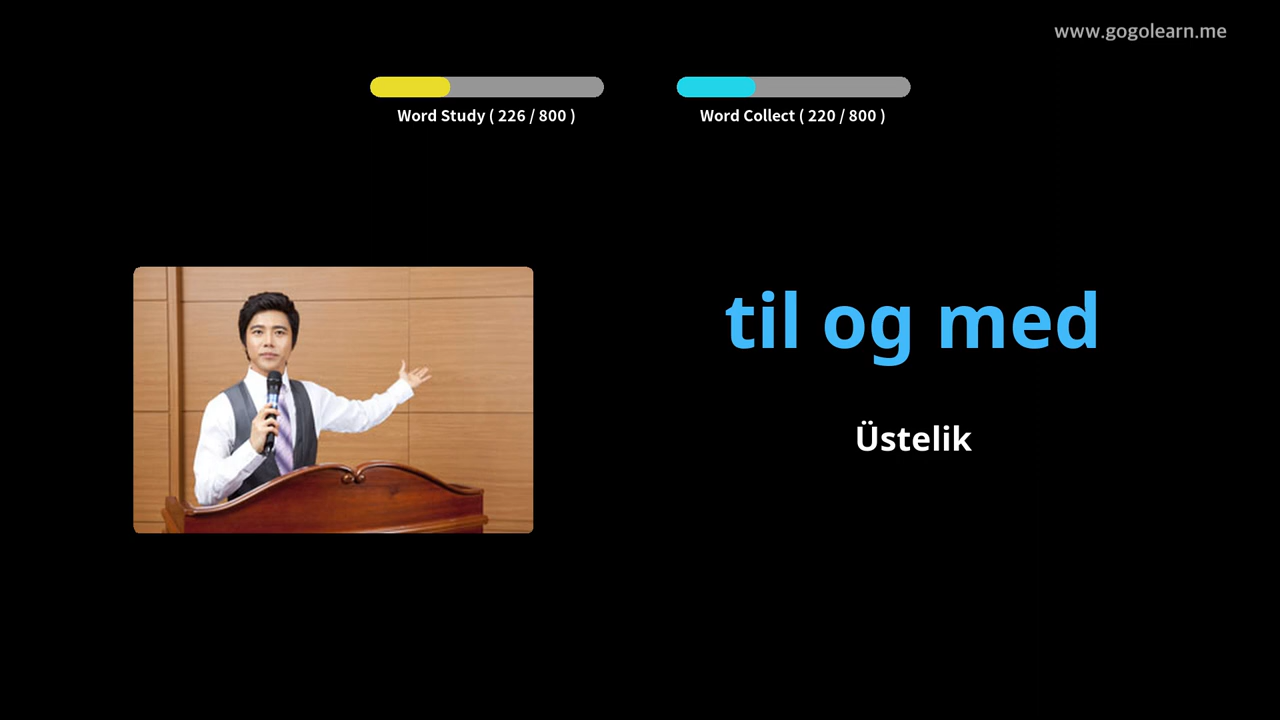 www.gogolearn.me
Word Study ( 226 / 800 )
Word Collect ( 220 / 800 )
til og med
Üstelik